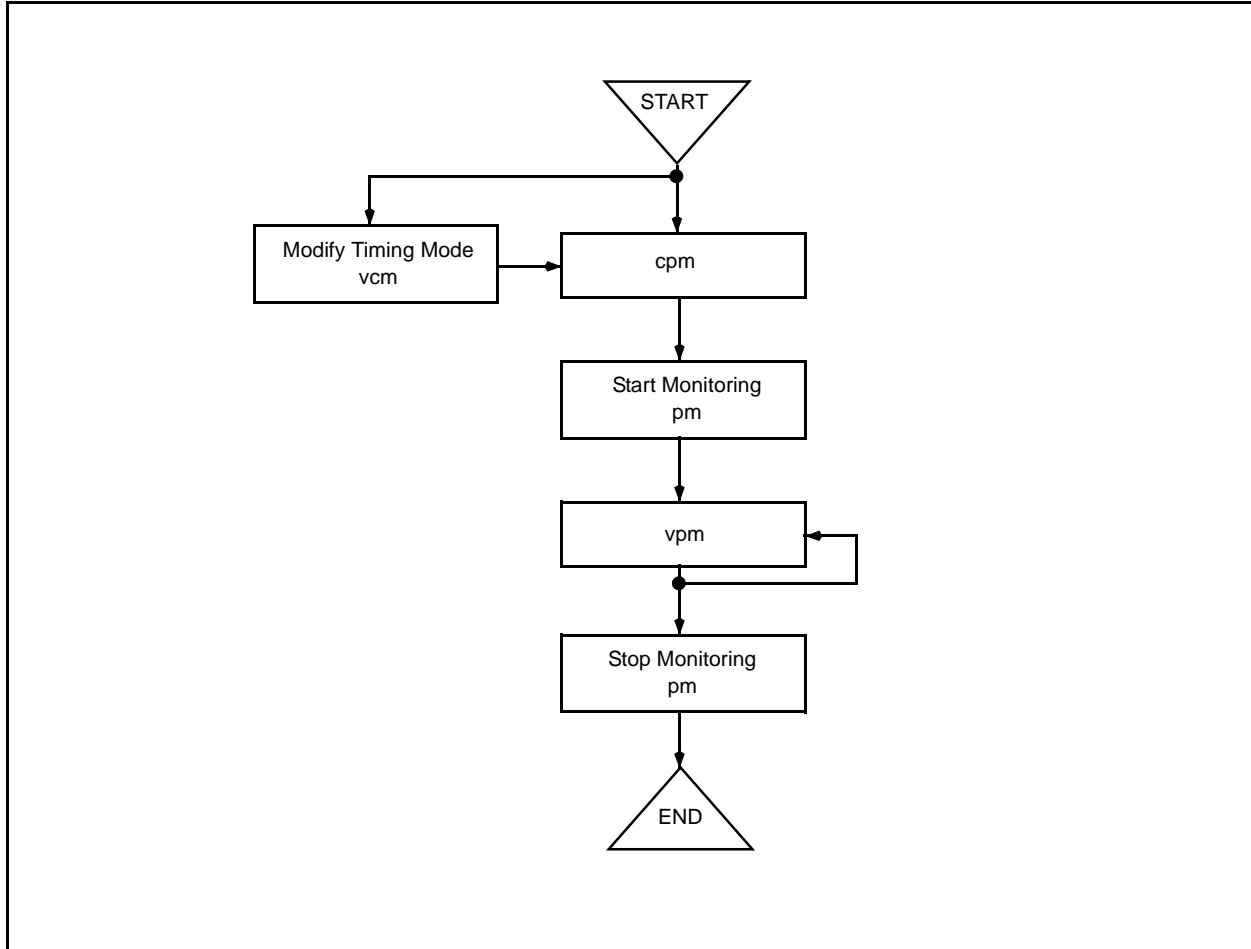 START
Modify Timing Mode
vcm
cpm
Start Monitoring
pm
vpm
Stop Monitoring
pm
END